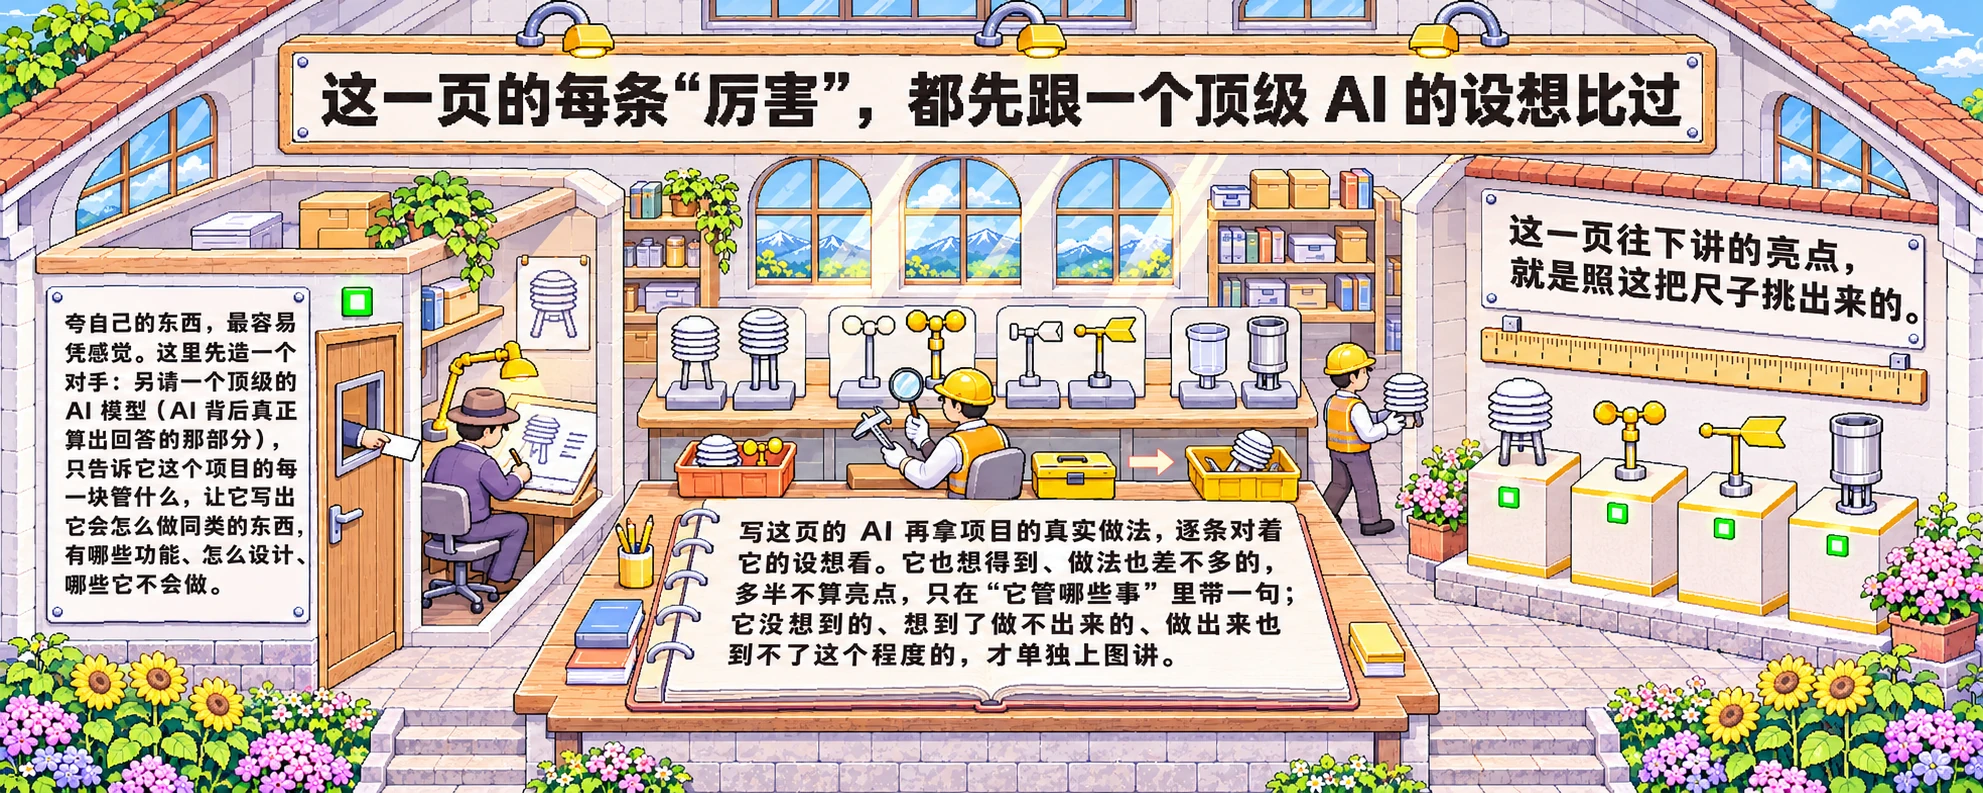 这一页的每条“厉害”，都先跟一个顶级 AI 的设想比过
夸自己的东西，最容易
凭感觉。这里先造一个
对手：另请一个顶级的
AI 模型（AI 背后真正
算出回答的那部分），
只告诉它这个项目的每
一块管什么，让它写出
它会怎么做同类的东西，
有哪些功能、怎么设计、
哪些它不会做。
写这页的 AI 再拿项目的真实做法，逐条对着
它的设想看。它也想得到、做法也差不多的，
多半不算亮点，只在“它管哪些事”里带一句；
它没想到的、想到了做不出来的、做出来也
到不了这个程度的，才单独上图讲。
这一页往下讲的亮点，
就是照这把尺子挑出来的。